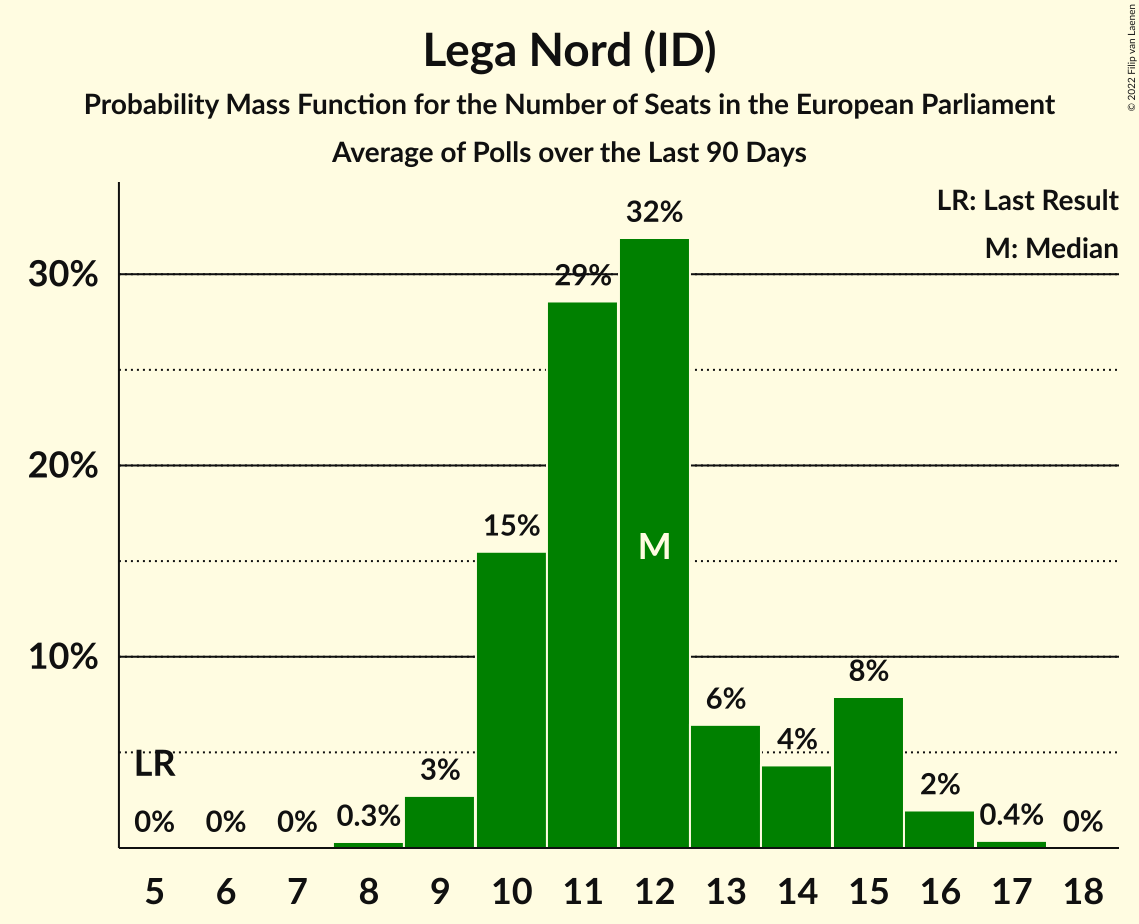 Lega Nord (ID)
Probability Mass Function for the Number of Seats in the European Parliament
Average of Polls over the Last 90 Days
© 2022 Filip van Laenen
LR: Last Result
M: Median
30%
20%
10%
LR
0%
0%
0%
0.3%
3%
15%
29%
32%
M
6%
4%
8%
2%
0.4%
0%
5 6 7 8 9 10 11 12 13 14 15 16 17 18